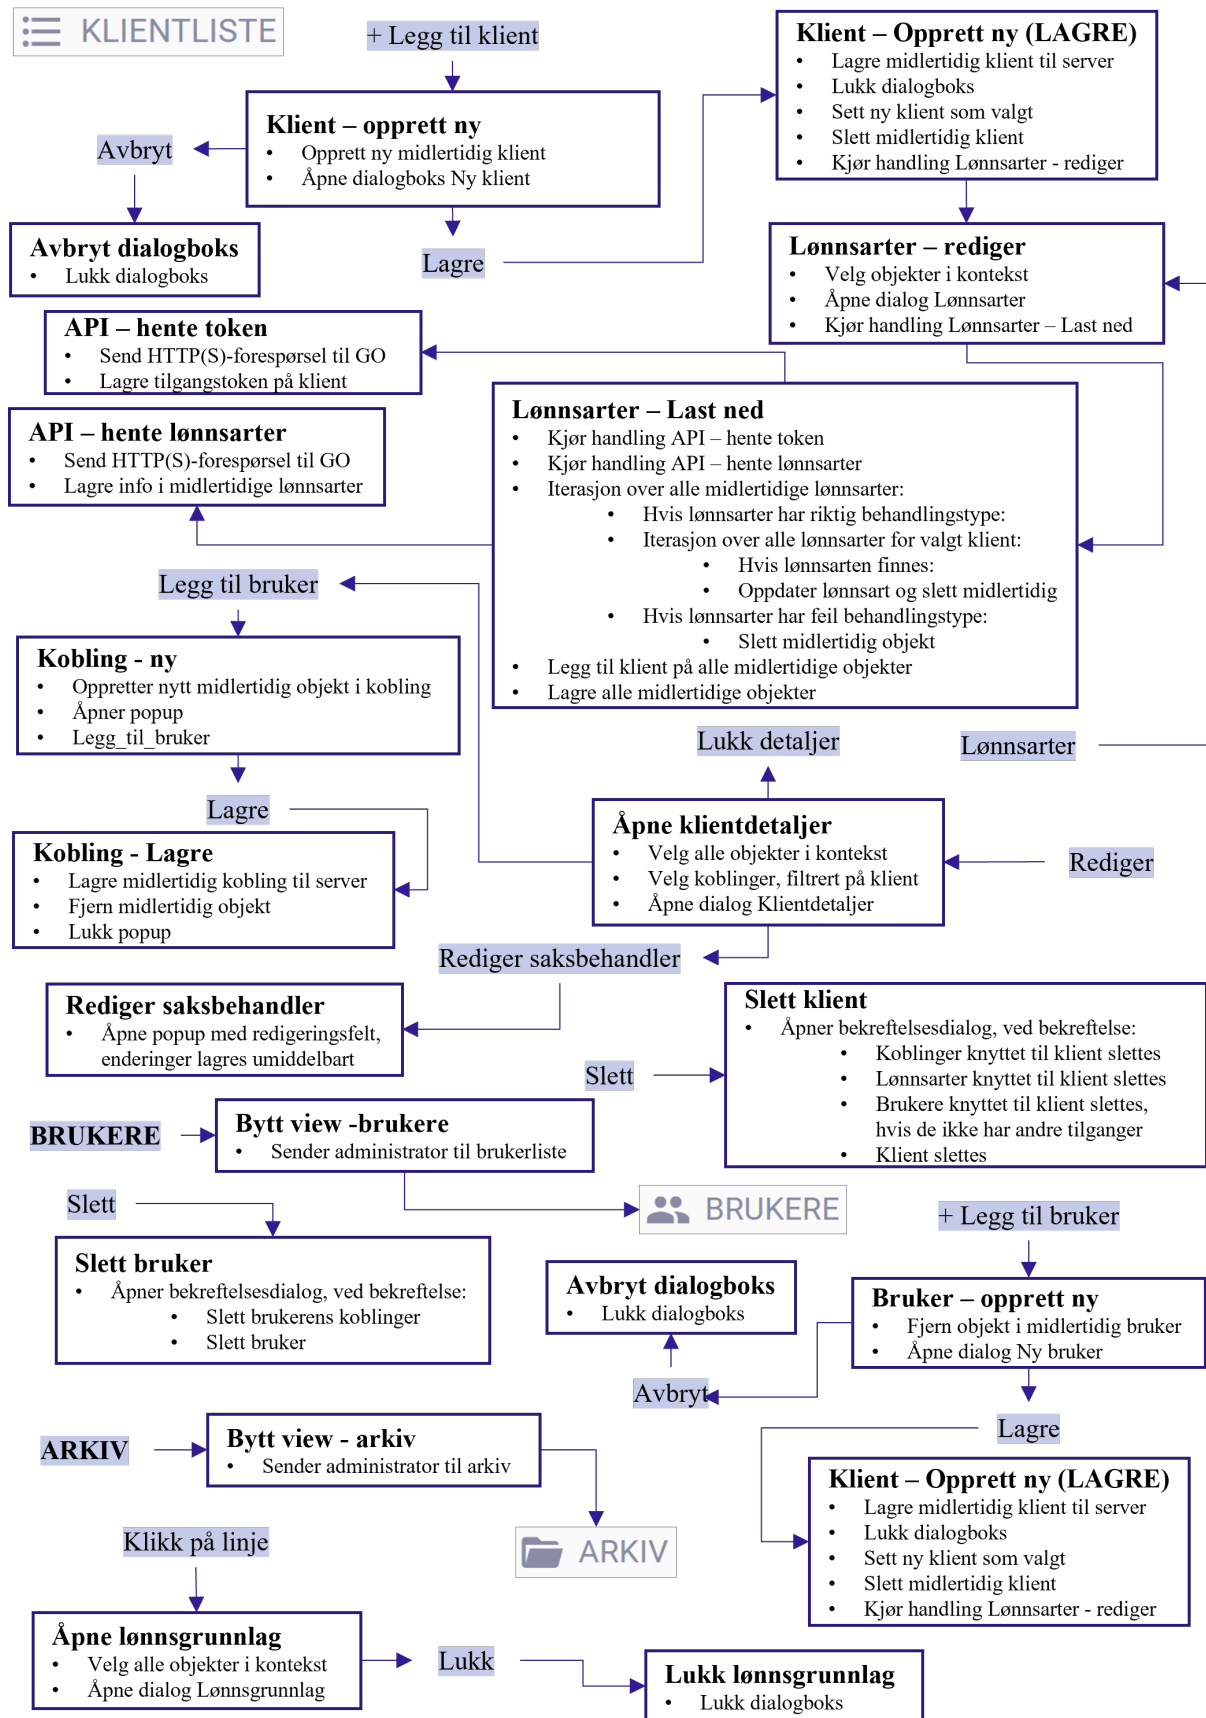 KLIENTLISTE
+ Legg til klient
Klient – opprett ny
• Opprett ny midlertidig klient
• Åpne dialogboks Ny klient
Avbryt
Avbryt dialogboks
• Lukk dialogboks
Lagre
Klient – Opprett ny (LAGRE)
• Lagre midlertidig klient til server
• Lukk dialogboks
• Sett ny klient som valgt
• Slett midlertidig klient
• Kjør handling Lønnsarter - rediger
Lønnsarter – rediger
• Velg objekter i kontekst
• Åpne dialog Lønnsarter
• Kjør handling Lønnsarter – Last ned
API – hente token
• Send HTTP(S)-forespørsel til GO
• Lagre tilgangstoken på klient
API – hente lønnsarter
• Send HTTP(S)-forespørsel til GO
• Lagre info i midlertidige lønnsarter
Lønnsarter – Last ned
• Kjør handling API – hente token
• Kjør handling API – hente lønnsarter
• Iterasjon over alle midlertidige lønnsarter:
• Hvis lønnsarter har riktig behandlingstype:
• Iterasjon over alle lønnsarter for valgt klient:
• Hvis lønnsarten finnes:
• Oppdater lønnsart og slett midlertidig
• Hvis lønnsarter har feil behandlingstype:
• Slett midlertidig objekt
• Legg til klient på alle midlertidige objekter
• Lagre alle midlertidige objekter
Legg til bruker
Kobling - ny
• Oppretter nytt midlertidig objekt i kobling
• Åpner popup
• Legg_til_bruker
Lagre
Kobling - Lagre
• Lagre midlertidig kobling til server
• Fjern midlertidig objekt
• Lukk popup
Lukk detaljer
Lønnsarter
Åpne klientdetaljer
• Velg alle objekter i kontekst
• Velg koblinger, filtrert på klient
• Åpne dialog Klientdetaljer
Rediger
Rediger saksbehandler
Rediger saksbehandler
• Åpne popup med redigeringsfelt,
enderinger lagres umiddelbart
Slett
Slett klient
• Åpner bekreftelsesdialog, ved bekreftelse:
• Koblinger knyttet til klient slettes
• Lønnsarter knyttet til klient slettes
• Brukere knyttet til klient slettes,
hvis de ikke har andre tilganger
• Klient slettes
BRUKERE
Bytt view -brukere
• Sender administrator til brukerliste
BRUKERE
Slett
Slett bruker
• Åpner bekreftelsesdialog, ved bekreftelse:
• Slett brukerens koblinger
• Slett bruker
+ Legg til bruker
Bruker – opprett ny
• Fjern objekt i midlertidig bruker
• Åpne dialog Ny bruker
Avbryt dialogboks
• Lukk dialogboks
Avbryt
Lagre
Klient – Opprett ny (LAGRE)
• Lagre midlertidig klient til server
• Lukk dialogboks
• Sett ny klient som valgt
• Slett midlertidig klient
• Kjør handling Lønnsarter - rediger
ARKIV
Bytt view - arkiv
• Sender administrator til arkiv
ARKIV
Klikk på linje
Åpne lønnsgrunnlag
• Velg alle objekter i kontekst
• Åpne dialog Lønnsgrunnlag
Lukk
Lukk lønnsgrunnlag
• Lukk dialogboks